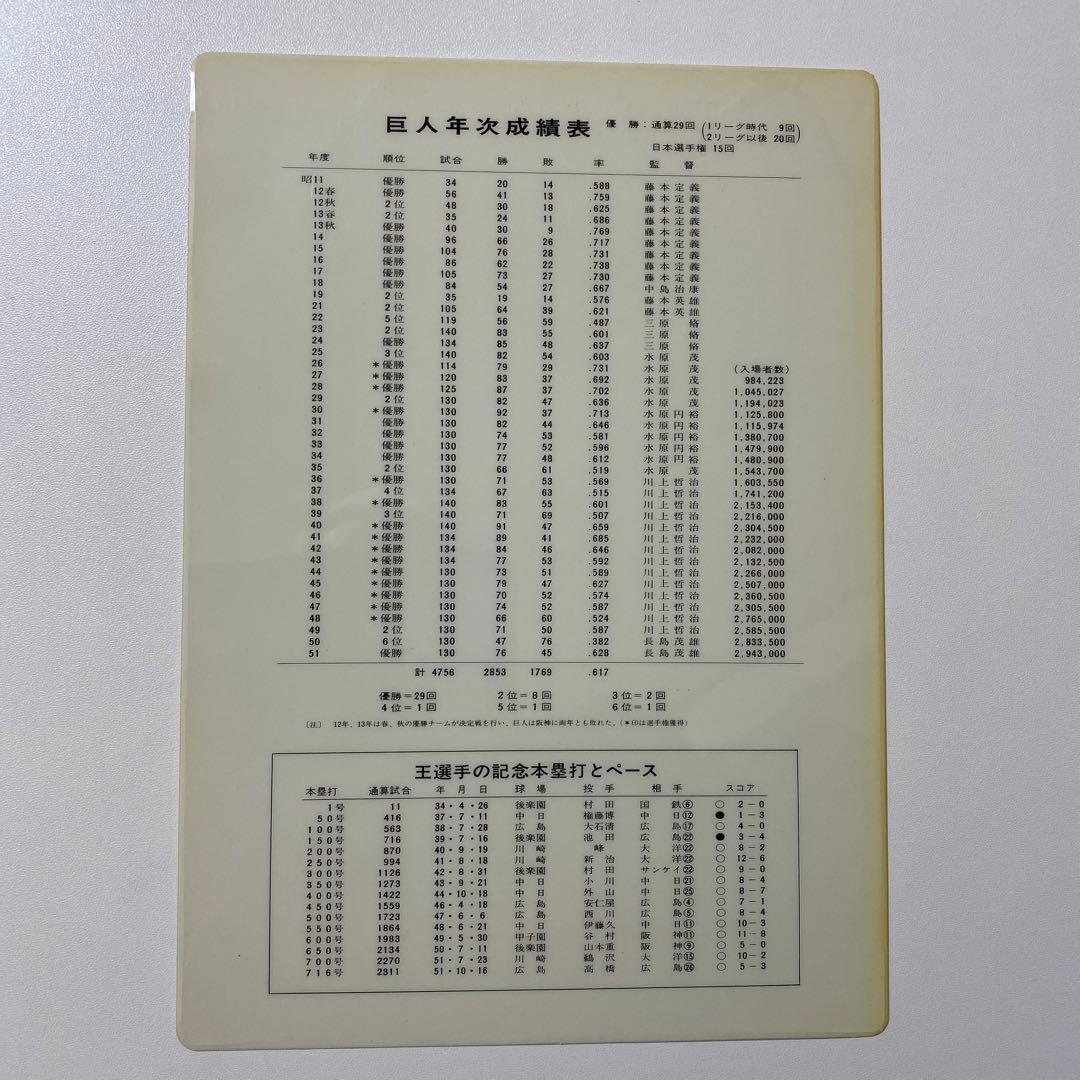 巨人年次成績表 優勝:通算29回 (1リーグ時代 9回 2リーグ以後 20回)
日本選手権 15回
年度 順位 試合 勝 敗 率 監督
昭11 優勝 34 20 14 .588 藤本定義
12春 優勝 56 41 13 .759 藤本定義
12秋 2位 48 30 18 .625 藤本定義
13春 2位 35 24 11 .686 藤本定義
13秋 優勝 40 30 9 .769 藤本定義
14 優勝 96 66 26 .717 藤本定義
15 優勝 104 76 28 .731 藤本定義
16 優勝 86 62 22 .738 藤本定義
17 優勝 105 73 27 .730 藤本定義
18 優勝 84 54 27 .667 中島治康
19 2位 35 19 14 .576 藤本英雄
21 2位 105 64 39 .621 藤本英雄
22 5位 119 56 59 .487 三原 脩
23 2位 140 83 55 .601 三原 脩
24 優勝 134 85 48 .637 三原 脩
25 3位 140 82 54 .603 水原 茂
26 *優勝 114 79 29 .731 水原 茂 (入場者数)
27 *優勝 120 83 37 .692 水原 茂 984,223
28 *優勝 125 87 37 .702 水原 茂 1,045,027
29 2位 130 82 47 .636 水原 茂 1,194,023
30 *優勝 130 92 37 .713 水原円裕 1,125,800
31 優勝 130 82 44 .646 水原円裕 1,115,974
32 優勝 130 74 53 .581 水原円裕 1,380,700
33 優勝 130 77 52 .596 水原円裕 1,479,900
34 優勝 130 77 48 .612 水原円裕 1,480,900
35 2位 130 66 61 .519 水原 茂 1,543,700
36 *優勝 130 71 53 .569 川上哲治 1,603,550
37 4位 134 67 63 .515 川上哲治 1,741,200
38 *優勝 140 83 55 .601 川上哲治 2,153,400
39 3位 140 71 69 .507 川上哲治 2,216,000
40 *優勝 140 91 47 .659 川上哲治 2,304,500
41 *優勝 134 89 41 .685 川上哲治 2,232,000
42 *優勝 134 84 46 .646 川上哲治 2,082,000
43 *優勝 134 77 53 .592 川上哲治 2,132,500
44 *優勝 130 73 51 .589 川上哲治 2,266,000
45 *優勝 130 79 47 .627 川上哲治 2,507,000
46 *優勝 130 70 52 .574 川上哲治 2,360,500
47 *優勝 130 74 52 .587 川上哲治 2,305,500
48 *優勝 130 66 60 .524 川上哲治 2,765,000
49 2位 130 71 50 .587 川上哲治 2,585,500
50 6位 130 47 76 .382 長島茂雄 2,833,500
51 優勝 130 76 45 .628 長島茂雄 2,943,000
計 4756 2853 1769 .617
優勝=29回 2位=8回 3位=2回
4位=1回 5位=1回 6位=1回
〔注〕 12年、13年は春、秋の優勝チームが決定戦を行い、巨人は阪神に両年とも敗れた。(*印は選手権獲得)
王選手の記念本塁打とペース
本塁打 通算試合 年月日 球場 投手 相手 スコア
1号 11 34・4・26 後楽園 村田 国鉄⑥ ○ 2-0
50号 416 37・7・11 中日 権藤博 中日⑫ ● 1-3
100号 563 38・7・28 広島 大石清 広島⑰ ○ 4-0
150号 716 39・7・16 後楽園 池田 広島㉒ ● 3-4
200号 870 40・9・19 川崎 峰 大洋㉒ ○ 8-2
250号 994 41・8・18 川崎 新治 大洋㉒ ○ 12-6
300号 1126 42・8・31 後楽園 村田 サンケイ㉒ ○ 9-0
350号 1273 43・9・21 中日 小川 中日㉑ ○ 8-4
400号 1422 44・10・18 中日 外山 中日㉕ ○ 8-7
450号 1559 46・4・18 広島 安仁屋 広島④ ○ 7-1
500号 1723 47・6・6 広島 西川 広島⑤ ○ 8-4
550号 1864 48・6・21 中日 伊藤久 中日⑪ ○ 10-3
600号 1983 49・5・30 甲子園 谷村 阪神⑪ ○ 11-8
650号 2134 50・7・11 後楽園 山本重 阪神⑨ ○ 5-0
700号 2270 51・7・23 川崎 鶴沢 大洋⑮ ○ 10-2
716号 2311 51・10・16 広島 高橋 広島㉖ ○ 5-3